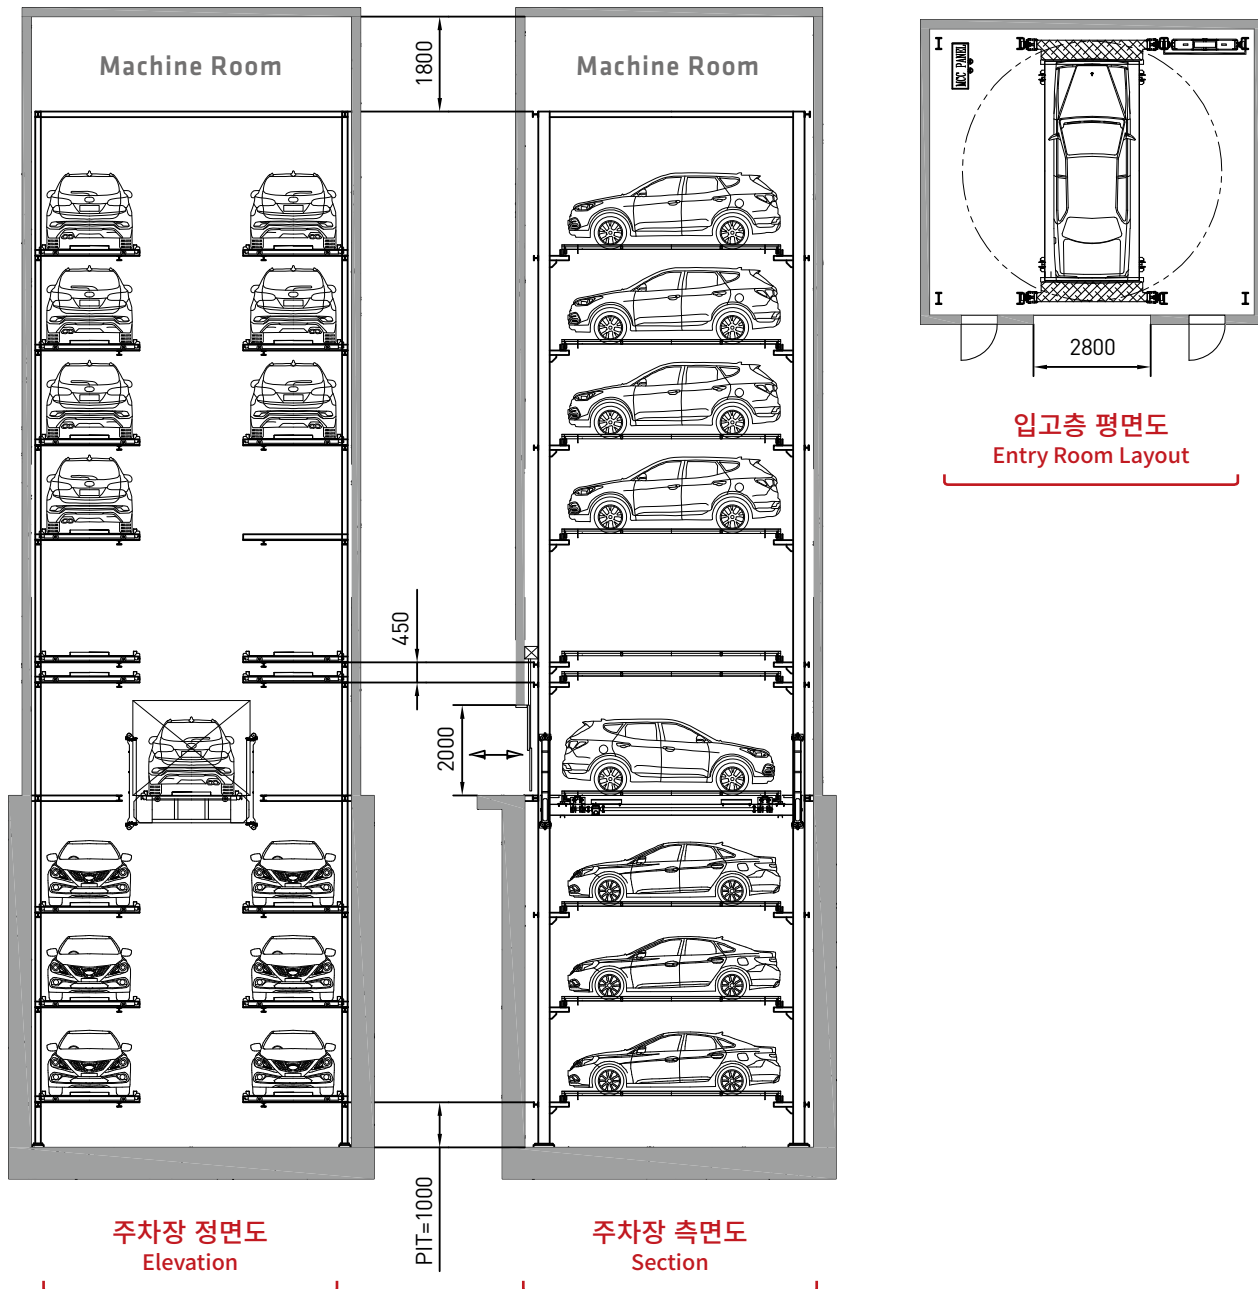 Machine Room
1800
Machine Room
MCC PANEL
2800
입고층 평면도
Entry Room Layout
450
2000
PIT=1000
주차장 정면도
Elevation
주차장 측면도
Section